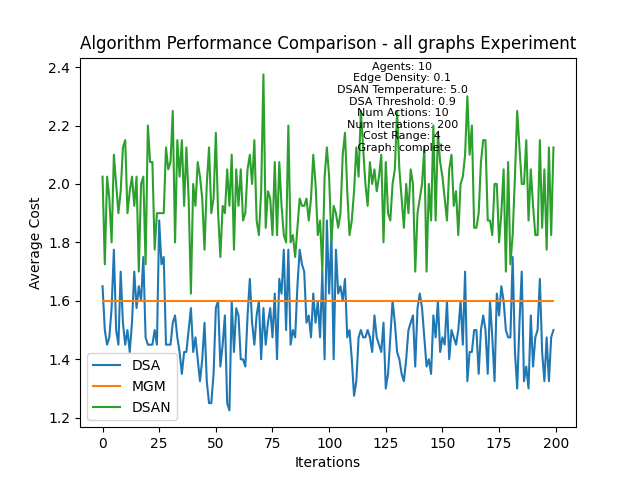 Algorithm Performance Comparison - all graphs Experiment
Agents: 10
Edge Density: 0.1
DSAN Temperature: 5.0
DSA Threshold: 0.9
Num Actions: 10
Num Iterations: 200
Cost Range: 4
Graph: complete
2.4
2.2
2.0
1.8
1.6
1.4
1.2
Average Cost
DSA
MGM
DSAN
0 25 50 75 100 125 150 175 200
Iterations